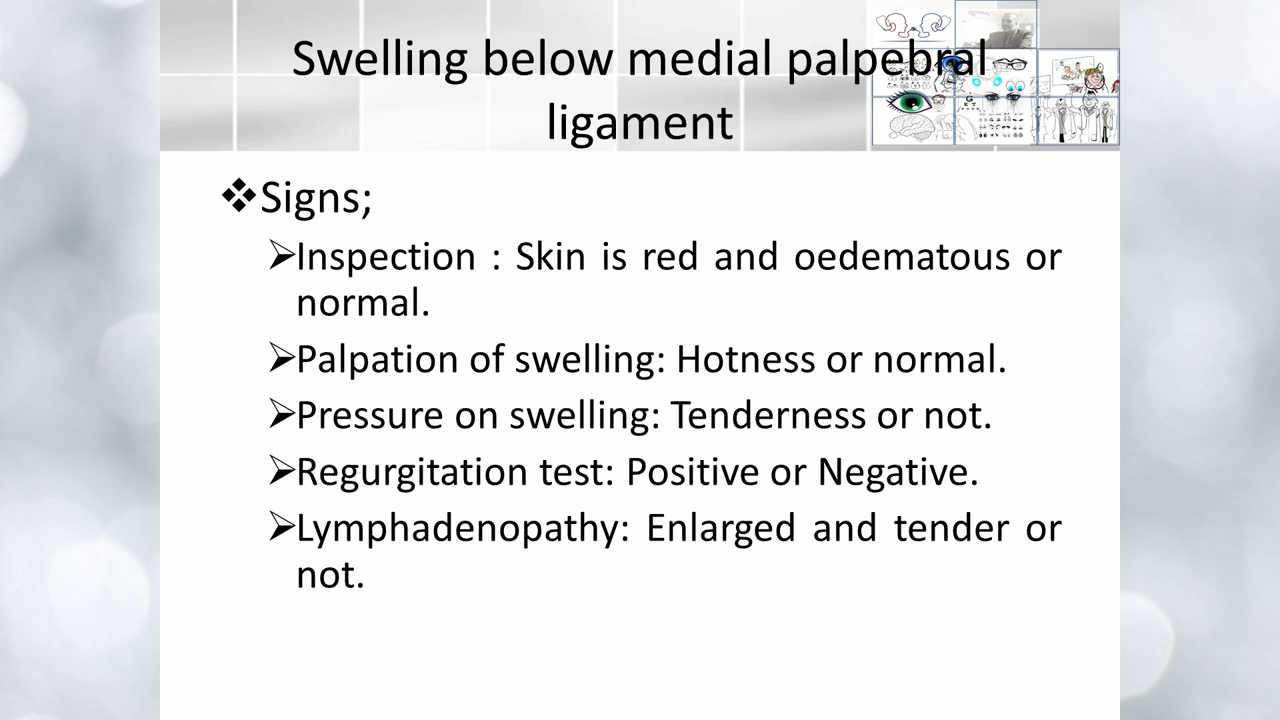 Swelling below medial palpebral
ligament
❖Signs;
➢Inspection : Skin is red and oedematous or
normal.
➢Palpation of swelling: Hotness or normal.
➢Pressure on swelling: Tenderness or not.
➢Regurgitation test: Positive or Negative.
➢Lymphadenopathy: Enlarged and tender or
not.